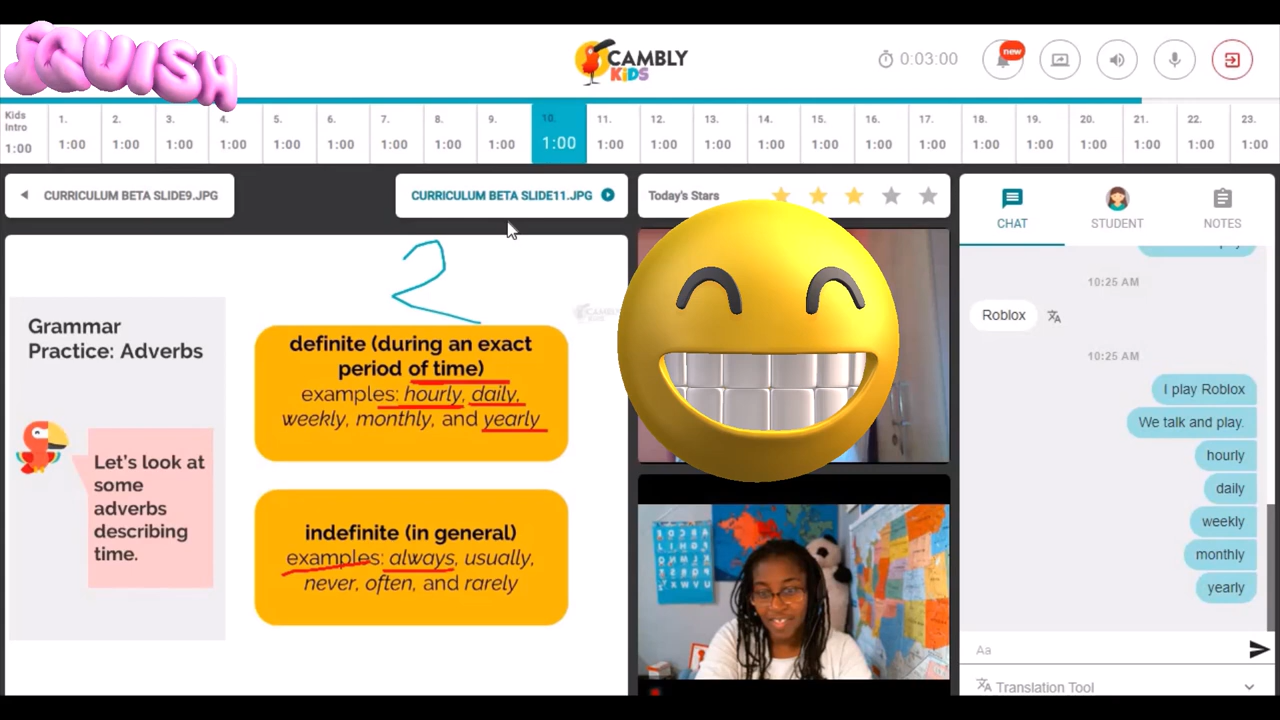 SQUISH
CAMBLY
KIDS
0:03:00
new
Kids
Intro
1:00
1.
1:00
2.
1:00
3.
1:00
4.
1:00
5.
1:00
6.
1:00
7.
1:00
8.
1:00
9.
1:00
10.
1:00
11.
1:00
12.
1:00
13.
1:00
14.
1:00
15.
1:00
16.
1:00
17.
1:00
18.
1:00
19.
1:00
20.
1:00
21.
1:00
22.
1:00
23.
1:00
CURRICULUM BETA SLIDE9.JPG
CURRICULUM BETA SLIDE11.JPG
2
Grammar
Practice: Adverbs
Let's look at
some
adverbs
describing
time.
definite (during an exact
period of time)
examples: hourly, daily,
weekly, monthly, and yearly
indefinite (in general)
examples: always, usually,
never, often, and rarely
Today's Stars
CHAT
STUDENT
NOTES
10:25 AM
Roblox
10:25 AM
I play Roblox
We talk and play.
hourly
daily
weekly
monthly
yearly
Aa
Translation Tool